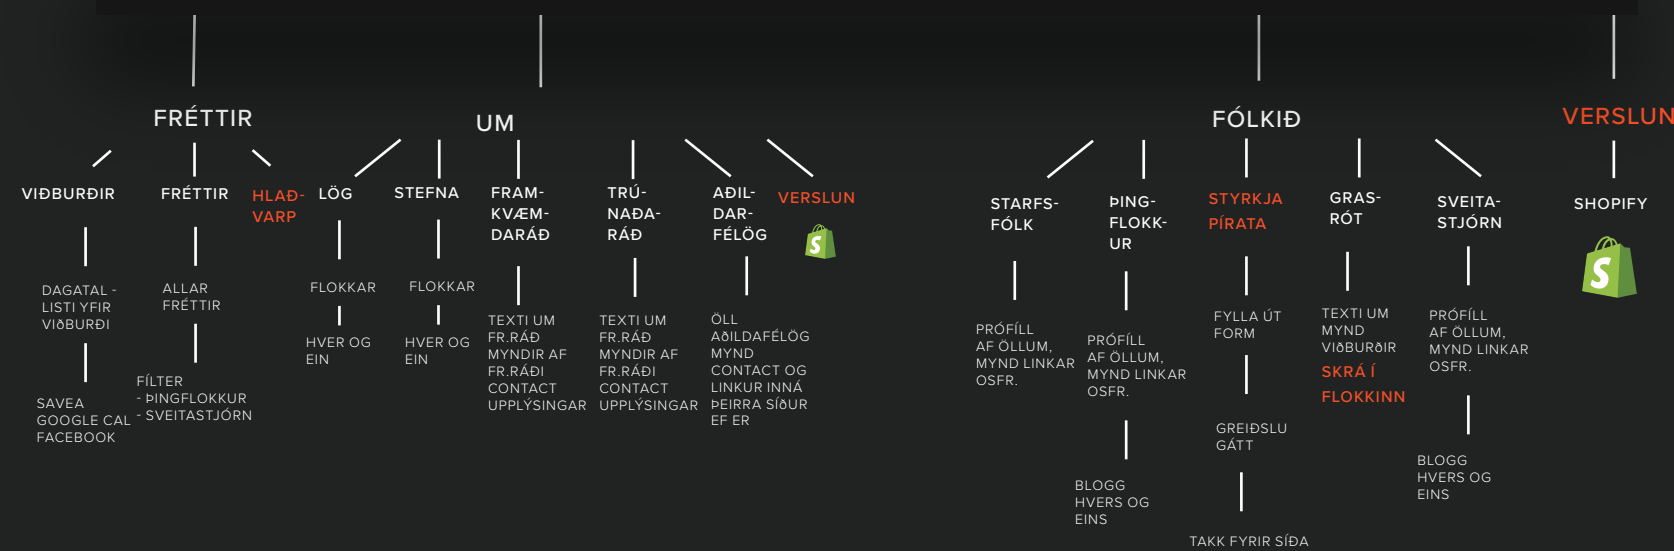 FRÉTTIR
UM
FÓLKIÐ
VERSLUN
VIÐBURÐIR
DAGATAL -
LISTI YFIR
VIðBURÐI
SAVEA
GOOGLE CAL
FACEBOOK
FRÉTTIR
ALLAR
FRÉTTIR
FÍLTER
- ÞINGFLOKKUR
- SVEITASTJÓRN
HLAÐ-
VARP
LÖG
FLOKKAR
HVER OG
EIN
STEFNA
FLOKKAR
HVER OG
EIN
FRAM-
KVÆM-
DARÁÐ
TEXTI UM
FR.RÁÐ
MYNDIR AF
FR.RÁÐI
CONTACT
UPPLÝSINGAR
TRÚ-
NAÐA-
RÁÐ
TEXTI UM
FR.RÁÐ
MYNDIR AF
FR.RÁÐI
CONTACT
UPPLÝSINGAR
AÐIL-
DAR-
FÉLÖG
ÖLL
AðILDAFÉLÖG
MYND
CONTACT OG
LINKUR INNÁ
ÞEIRRA SÍðUR
EF ER
VERSLUN
STARFS-
FÓLK
PRÓFÍLL
AF ÖLLUM,
MYND LINKAR
OSFR.
ÞING-
FLOKK-
UR
PRÓFÍLL
AF ÖLLUM,
MYND LINKAR
OSFR.
BLOGG
HVERS OG
EINS
STYRKJA
PÍRATA
FYLLA ÚT
FORM
GREIÐSLU
GÁTT
TAKK FYRIR SÍÐA
GRAS-
RÓT
TEXTI UM
MYND
VIðBURðIR
SKRÁ Í
FLOKKINN
SVEITA-
STJÓRN
PRÓFÍLL
AF ÖLLUM,
MYND LINKAR
OSFR.
BLOGG
HVERS OG
EINS
SHOPIFY